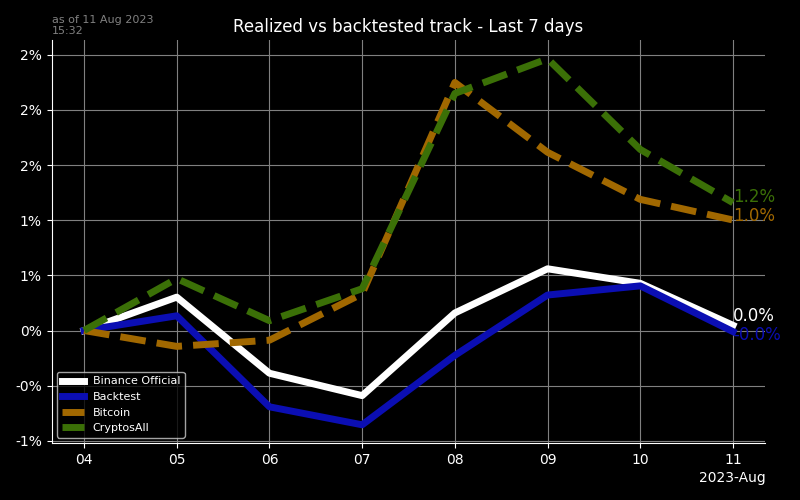 as of 11 Aug 2023
15:32
Realized vs backtested track - Last 7 days
2%
2%
2%
1%
1%
0%
-0%
-1%
1.2%
1.0%
0.0%
-0.0%
Binance Official
Backtest
Bitcoin
CryptosAll
04 05 06 07 08 09 10 11
2023-Aug